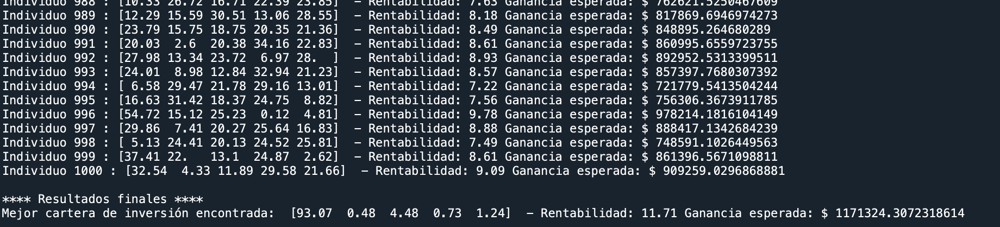 Individuo 988 : [10.33 26.72 16.71 22.39 23.85]  – Rentabilidad: 7.63 Ganancia esperada: $ 762621.5250467609
Individuo 989 : [12.29 15.59 30.51 13.06 28.55]  – Rentabilidad: 8.18 Ganancia esperada: $ 817869.6946974273
Individuo 990 : [23.79 15.75 18.75 20.35 21.36]  – Rentabilidad: 8.49 Ganancia esperada: $ 848895.264680289
Individuo 991 : [20.03  2.6  20.38 34.16 22.83]  – Rentabilidad: 8.61 Ganancia esperada: $ 860995.6559723755
Individuo 992 : [27.98 13.34 23.72  6.97 28.  ]  – Rentabilidad: 8.93 Ganancia esperada: $ 892952.5313399511
Individuo 993 : [24.01  8.98 12.84 32.94 21.23]  – Rentabilidad: 8.57 Ganancia esperada: $ 857397.7680307392
Individuo 994 : [ 6.58 29.47 21.78 29.16 13.01]  – Rentabilidad: 7.22 Ganancia esperada: $ 721779.5413504244
Individuo 995 : [16.63 31.42 18.37 24.75  8.82]  – Rentabilidad: 7.56 Ganancia esperada: $ 756306.3673911785
Individuo 996 : [54.72 15.12 25.23  0.12  4.81]  – Rentabilidad: 9.78 Ganancia esperada: $ 978214.1816104149
Individuo 997 : [29.86  7.41 20.27 25.64 16.83]  – Rentabilidad: 8.88 Ganancia esperada: $ 888417.1342684239
Individuo 998 : [ 5.13 24.41 20.13 24.52 25.81]  – Rentabilidad: 7.49 Ganancia esperada: $ 748591.1026449563
Individuo 999 : [37.41 22.   13.1  24.87  2.62]  – Rentabilidad: 8.61 Ganancia esperada: $ 861396.5671098811
Individuo 1000 : [32.54  4.33 11.89 29.58 21.66]  – Rentabilidad: 9.09 Ganancia esperada: $ 909259.0296868881
**** Resultados finales ****
Mejor cartera de inversión encontrada:  [93.07  0.48  4.48  0.73  1.24]  – Rentabilidad: 11.71 Ganancia esperada: $ 1171324.3072318614